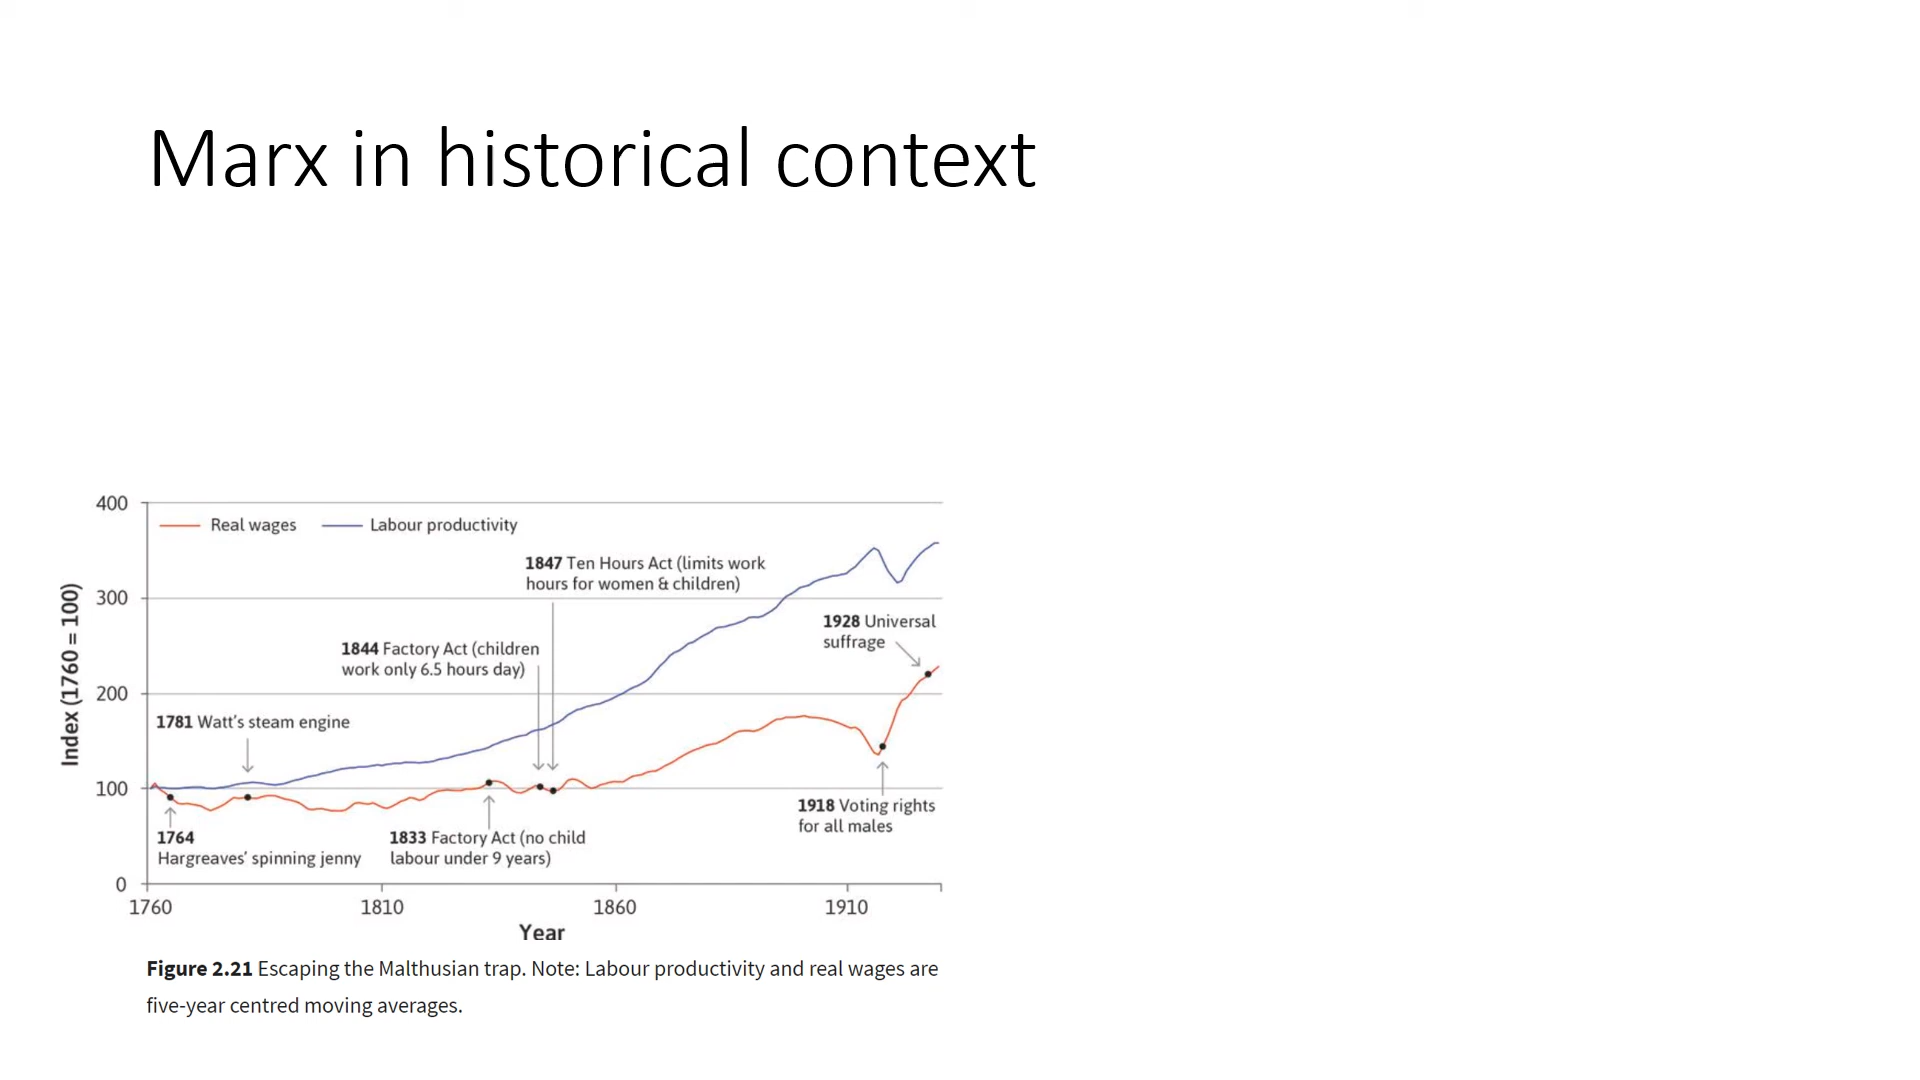 Marx in historical context
400
Real wages
Labour productivity
1847 Ten Hours Act (limits work
hours for women & children)
300
1928 Universal
suffrage
1844 Factory Act (children
work only 6.5 hours day)
Index (1760 = 100)
200
1781 Watt's steam engine
100
1764
Hargreaves' spinning jenny
1833 Factory Act (no child
labour under 9 years)
1918 Voting rights
for all males
0
1760
1810
1860
1910
Year
Figure 2.21 Escaping the Malthusian trap. Note: Labour productivity and real wages are
five-year centred moving averages.